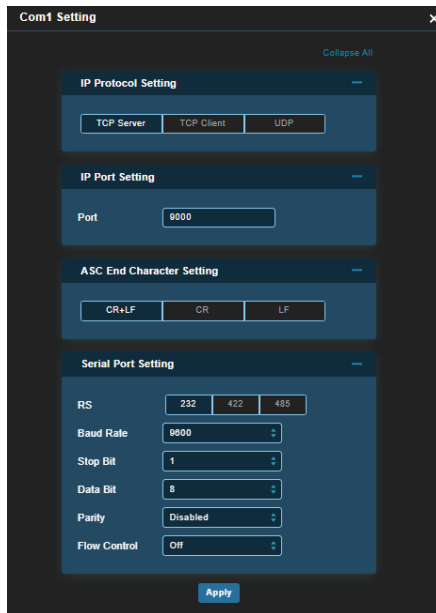 Com1 Setting
Collapse All
IP Protocol Setting
TCP Server TCP Client UDP
IP Port Setting
Port 9000
ASC End Character Setting
CR+LF CR LF
Serial Port Setting
RS 232 422 485
Baud Rate 9600
Stop Bit 1
Data Bit 8
Parity Disabled
Flow Control Off
Apply